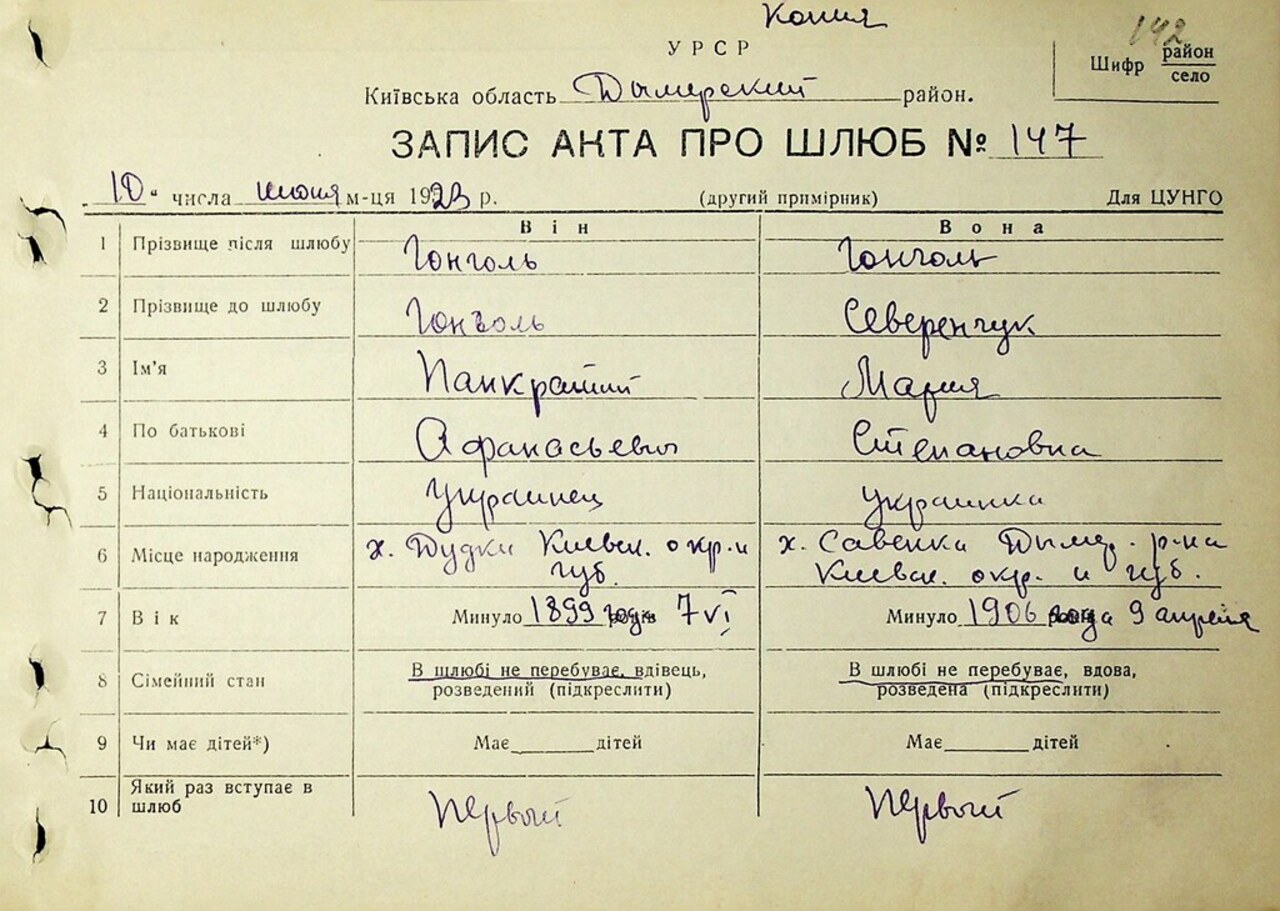 Копия
142
УРСР
Шифр район
село
Київська область Дымерский район.
ЗАПИС АКТА ПРО ШЛЮБ № 147
10. числа июня м-ця 1923 р. (другий примірник) Для ЦУНГО
Він Вона
1 Прізвище після шлюбу Гонголь Гонголь
2 Прізвище до шлюбу Гонголь Северенчук
3 Ім'я Панкратий Мария
4 По батькові Афанасьевич Степановна
5 Національність Украинец украинка
6 Місце народження х. Дудки Киевск. окр. и губ. х. Савенка Дымер. р-на Киевск. окр. и губ.
7 Вік Минуло 1899 года 7 VI Минуло 1906 года 9 апреля
8 Сімейний стан В шлюбі не перебуває, вдівець, розведений (підкреслити) В шлюбі не перебуває, вдова, розведена (підкреслити)
9 Чи має дітей*) Має дітей Має дітей
10 Який раз вступає в шлюб первый первый